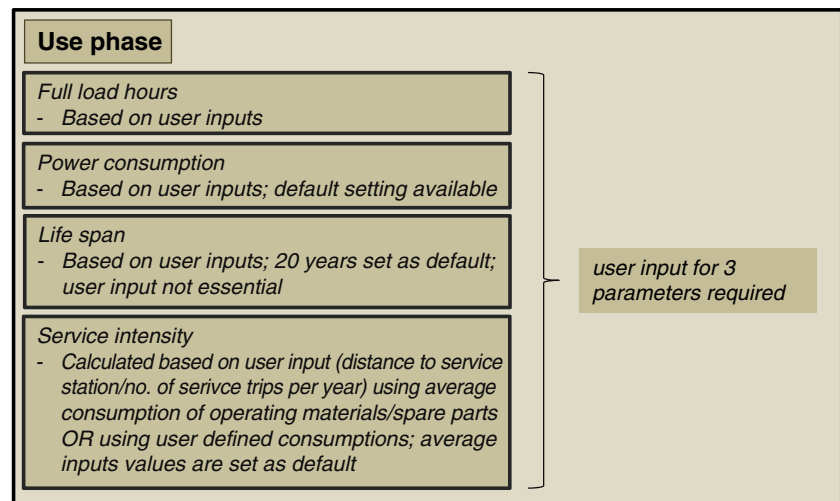 Use phase
Full load hours
- Based on user inputs
Power consumption
- Based on user inputs; default setting available
Life span
- Based on user inputs; 20 years set as default;
user input not essential
Service intensity
- Calculated based on user input (distance to service
station/no. of serivce trips per year) using average
consumption of operating materials/spare parts
OR using user defined consumptions; average
inputs values are set as default
user input for 3
parameters required